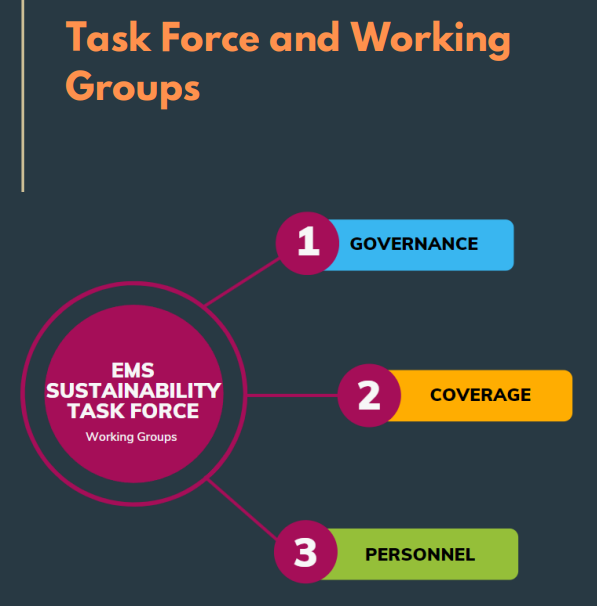 Task Force and Working
Groups
1
GOVERNANCE
EMS
SUSTAINABILITY
TASK FORCE
Working Groups
2
COVERAGE
3
PERSONNEL